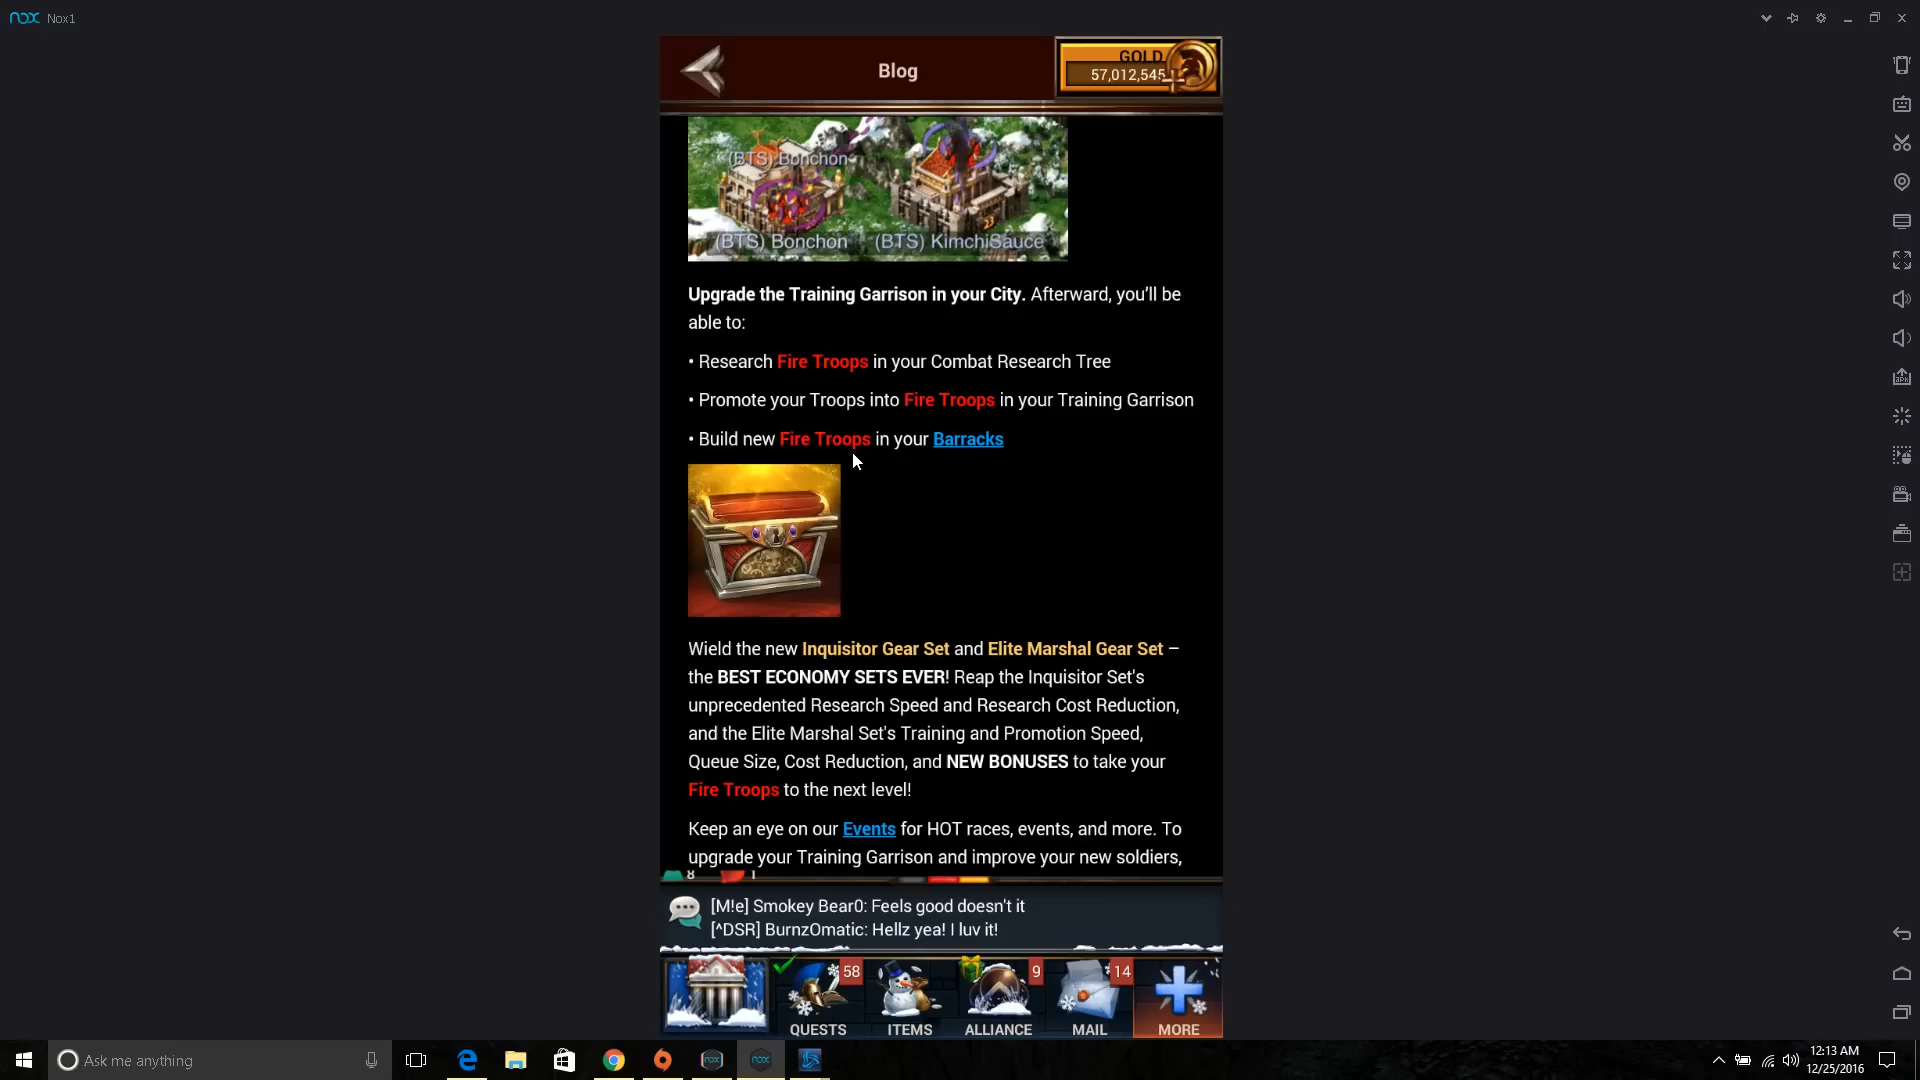 nox Nox1
Blog
GOLD
57,012,545
(BTS) Bonchon
23
(BTS) Bonchon (BTS) KimchiSauce
Upgrade the Training Garrison in your City. Afterward, you'll be
able to:
• Research Fire Troops in your Combat Research Tree
• Promote your Troops into Fire Troops in your Training Garrison
• Build new Fire Troops in your Barracks
Wield the new Inquisitor Gear Set and Elite Marshal Gear Set –
the BEST ECONOMY SETS EVER! Reap the Inquisitor Set's
unprecedented Research Speed and Research Cost Reduction,
and the Elite Marshal Set's Training and Promotion Speed,
Queue Size, Cost Reduction, and NEW BONUSES to take your
Fire Troops to the next level!
Keep an eye on our Events for HOT races, events, and more. To
upgrade your Training Garrison and improve your new soldiers,
8 1
[M!e] Smokey Bear0: Feels good doesn't it
[^DSR] BurnzOmatic: Hellz yea! I luv it!
58 9 14
QUESTS ITEMS ALLIANCE MAIL MORE
Ask me anything
nox nox
12:13 AM
12/25/2016